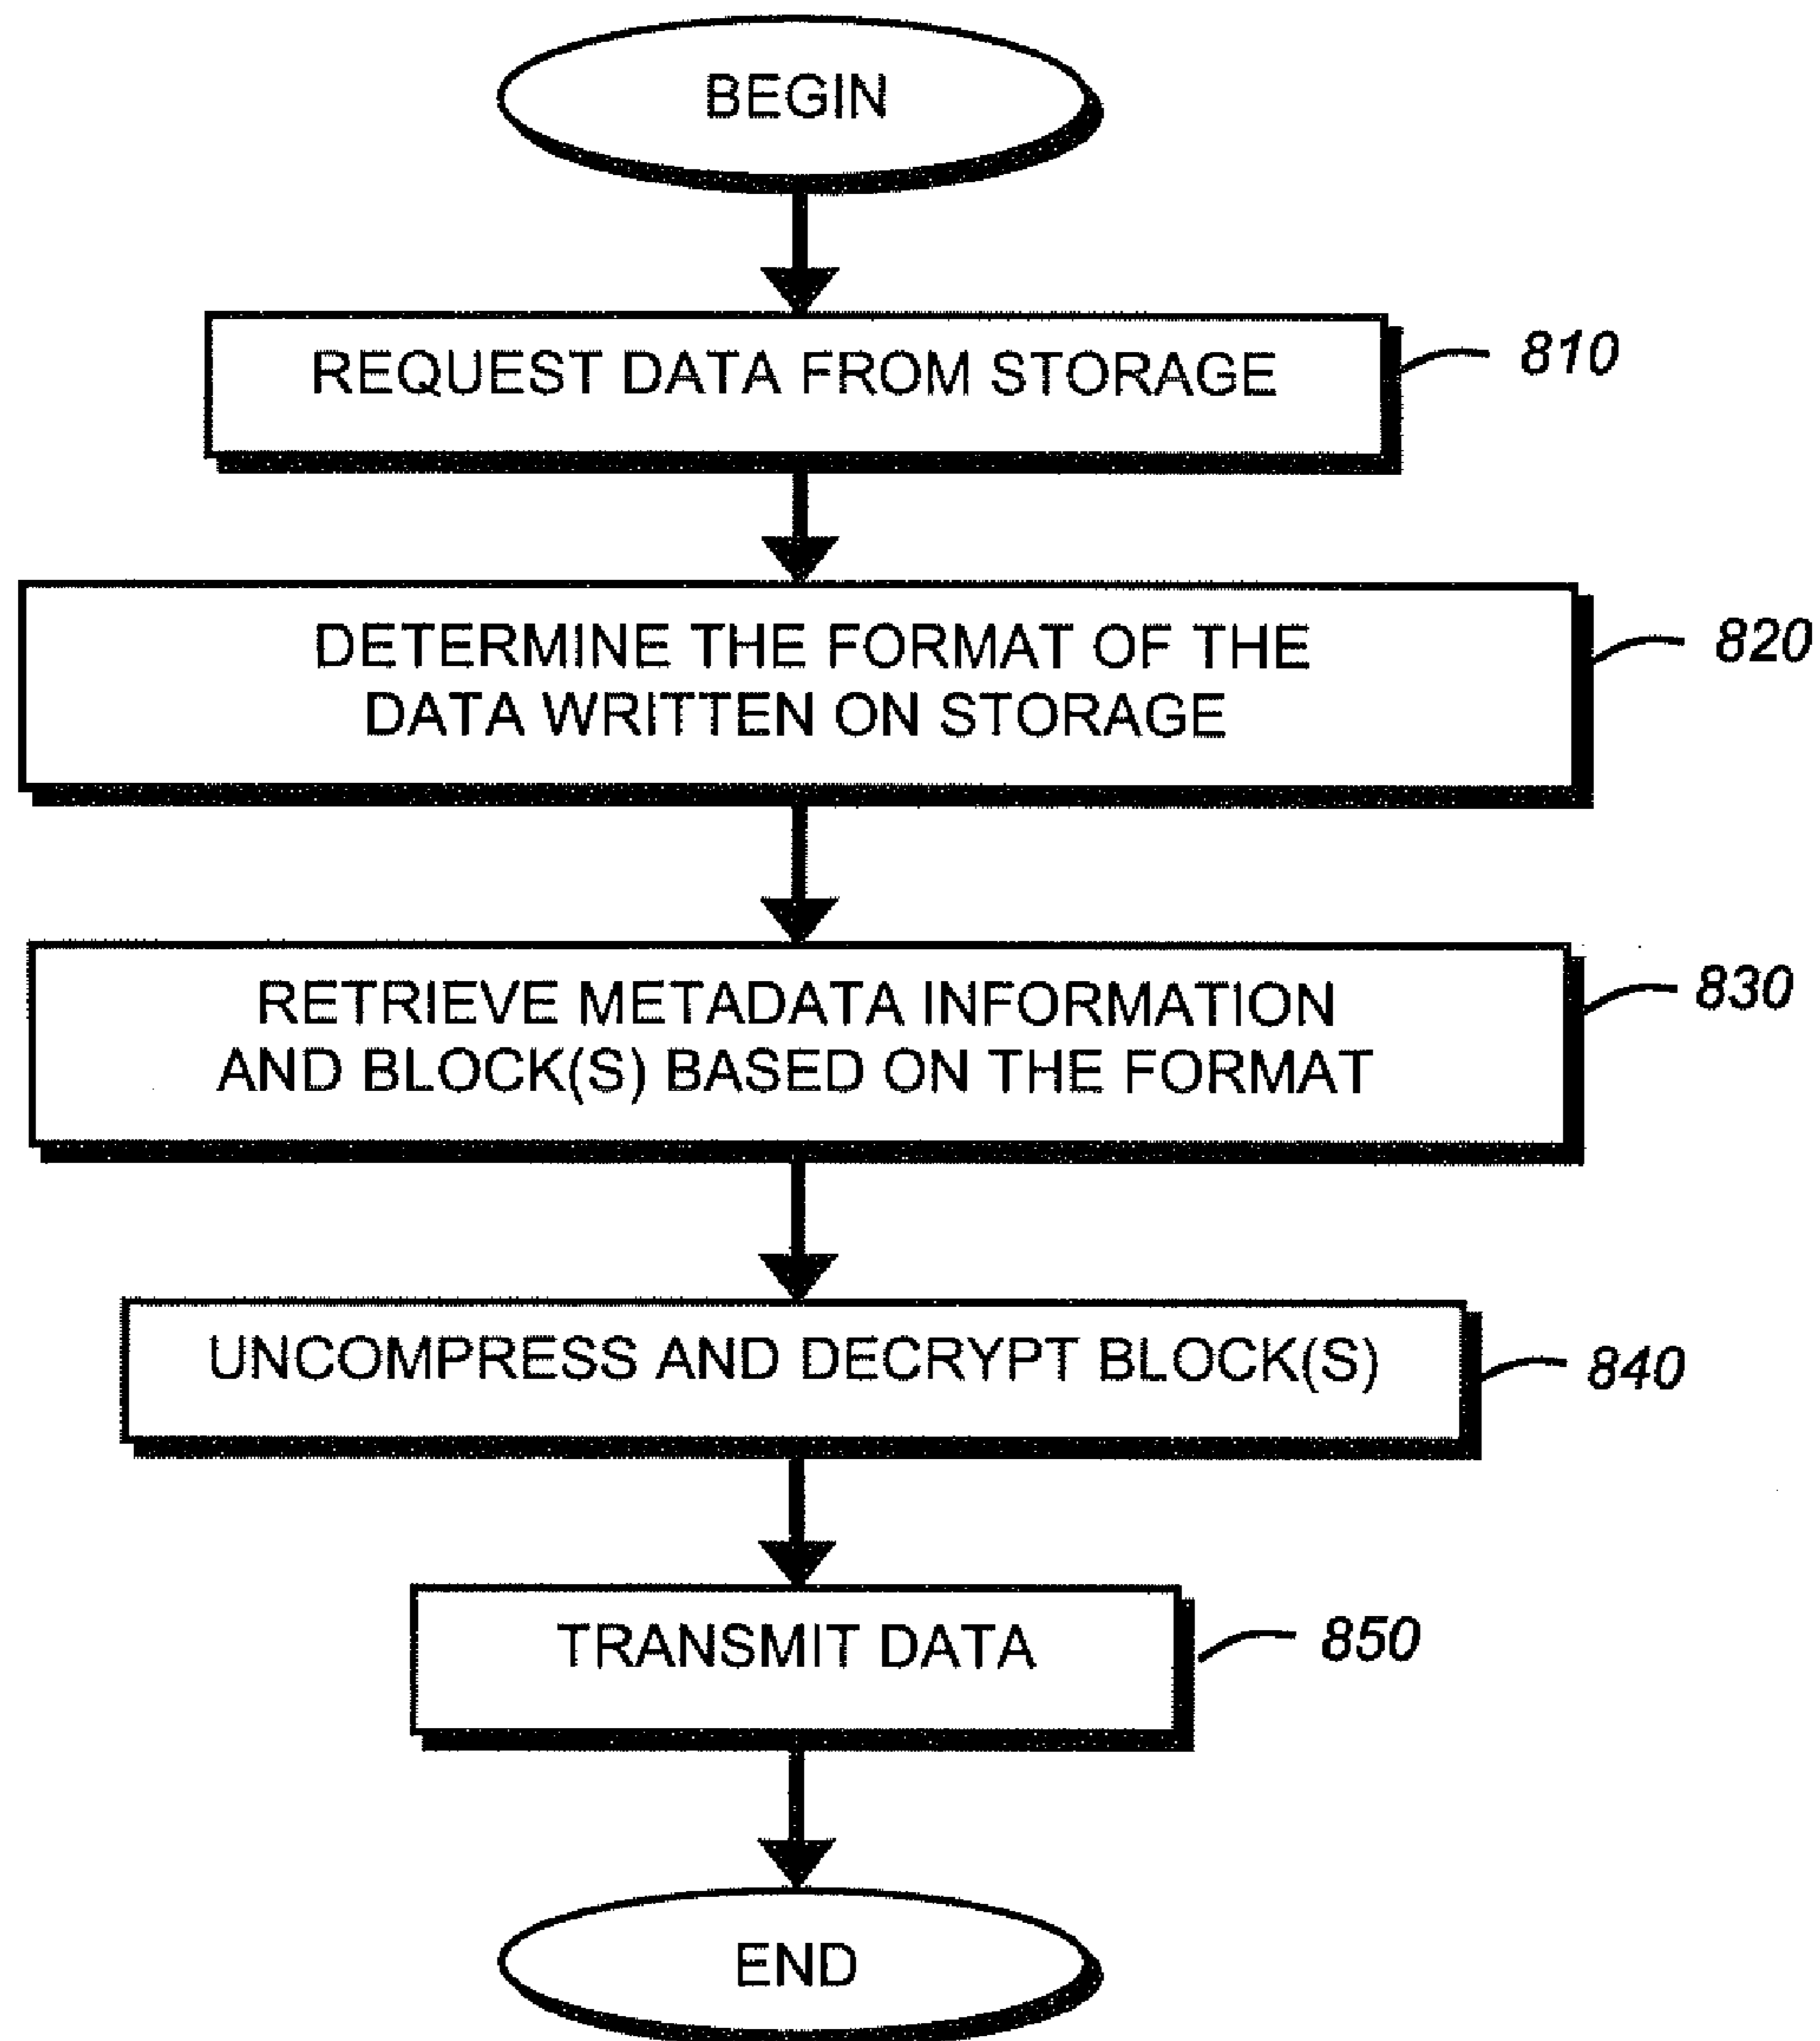 BEGIN
REQUEST DATA FROM STORAGE
810
DETERMINE THE FORMAT OF THE
DATA WRITTEN ON STORAGE
820
RETRIEVE METADATA INFORMATION
AND BLOCK(S) BASED ON THE FORMAT
830
UNCOMPRESS AND DECRYPT BLOCK(S)
840
TRANSMIT DATA
850
END